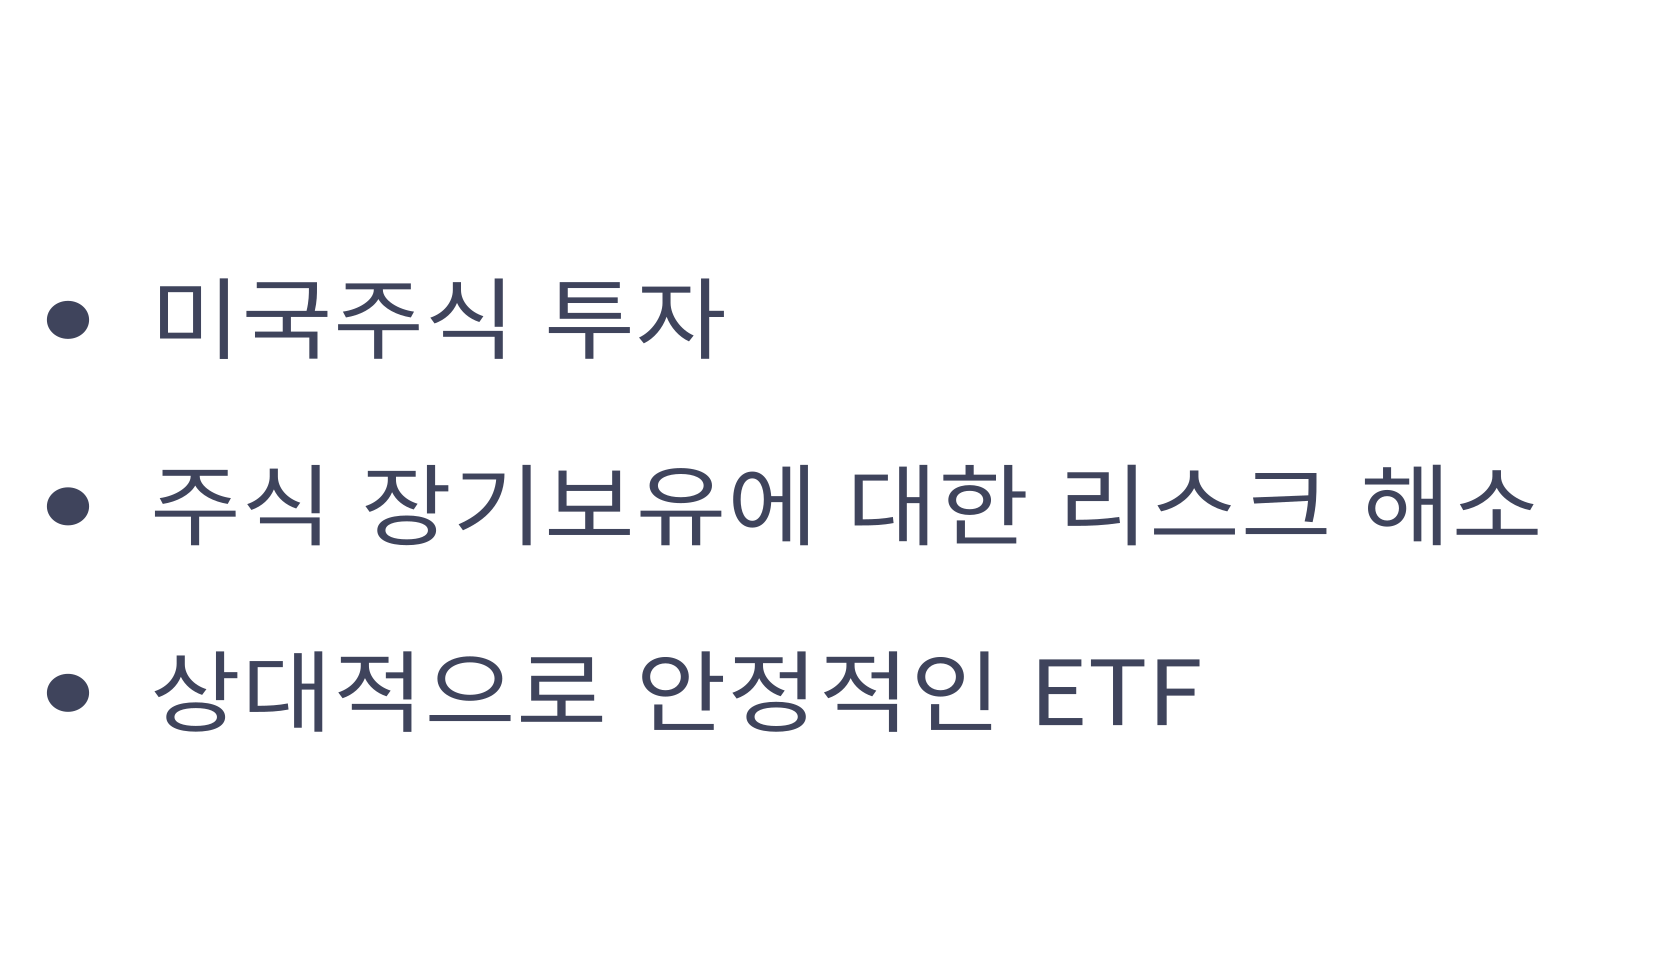 • 미국주식 투자
• 주식 장기보유에 대한 리스크 해소
• 상대적으로 안정적인 ETF